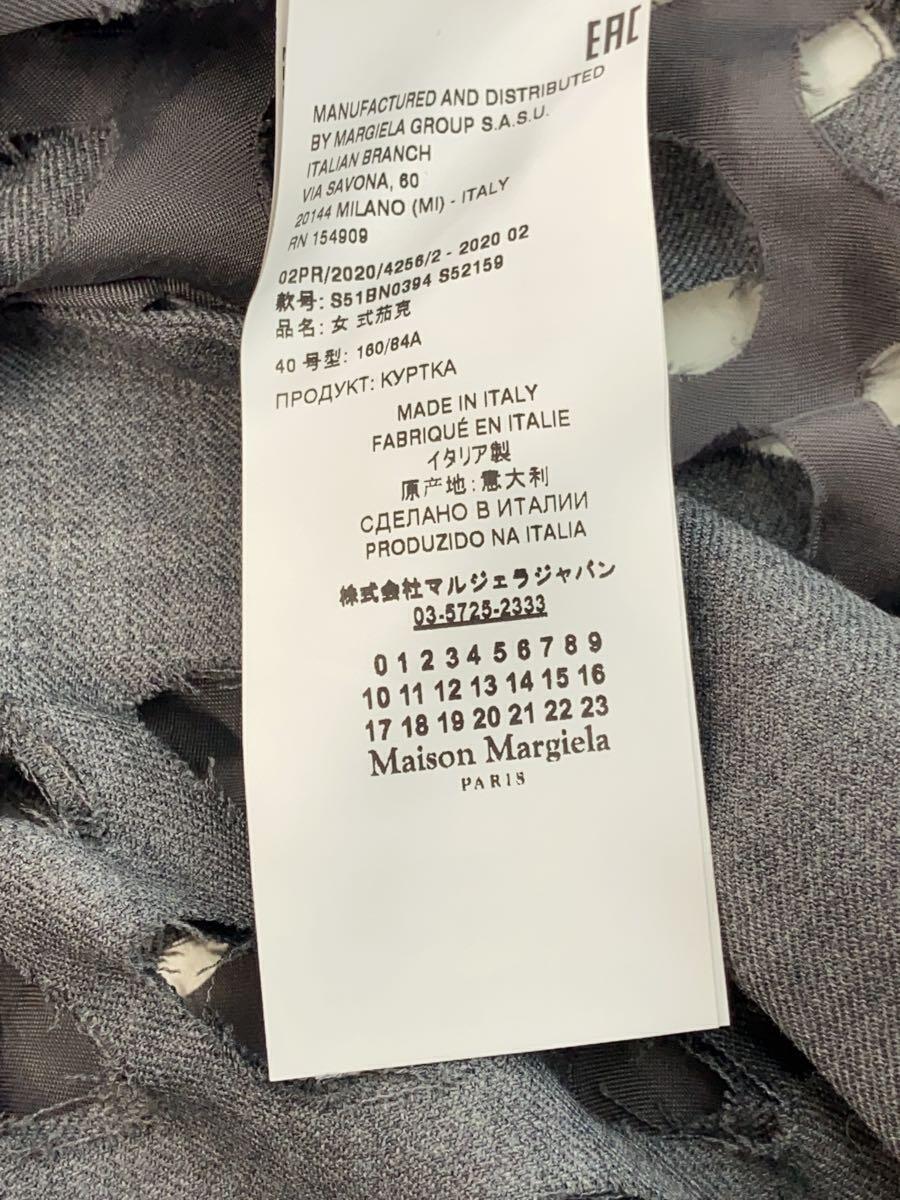 EAC
MANUFACTURED AND DISTRIBUTED
BY MARGIELA GROUP S.A.S.U.
ITALIAN BRANCH
VIA SAVONA, 60
20144 MILANO (MI) - ITALY
RN 154909
02PR/2020/4256/2 - 2020 02
款号: S51BN0394 S52159
品名: 女 式茄克
40 号型: 160/84A
ПРОДУКТ: КУРТКА
MADE IN ITALY
FABRIQUÉ EN ITALIE
イタリア製
原产地: 意大利
СДЕЛАНО В ИТАЛИИ
PRODUZIDO NA ITALIA
株式会社マルジェラジャパン
03-5725-2333
0 1 2 3 4 5 6 7 8 9
10 11 12 13 14 15 16
17 18 19 20 21 22 23
Maison Margiela
PARIS